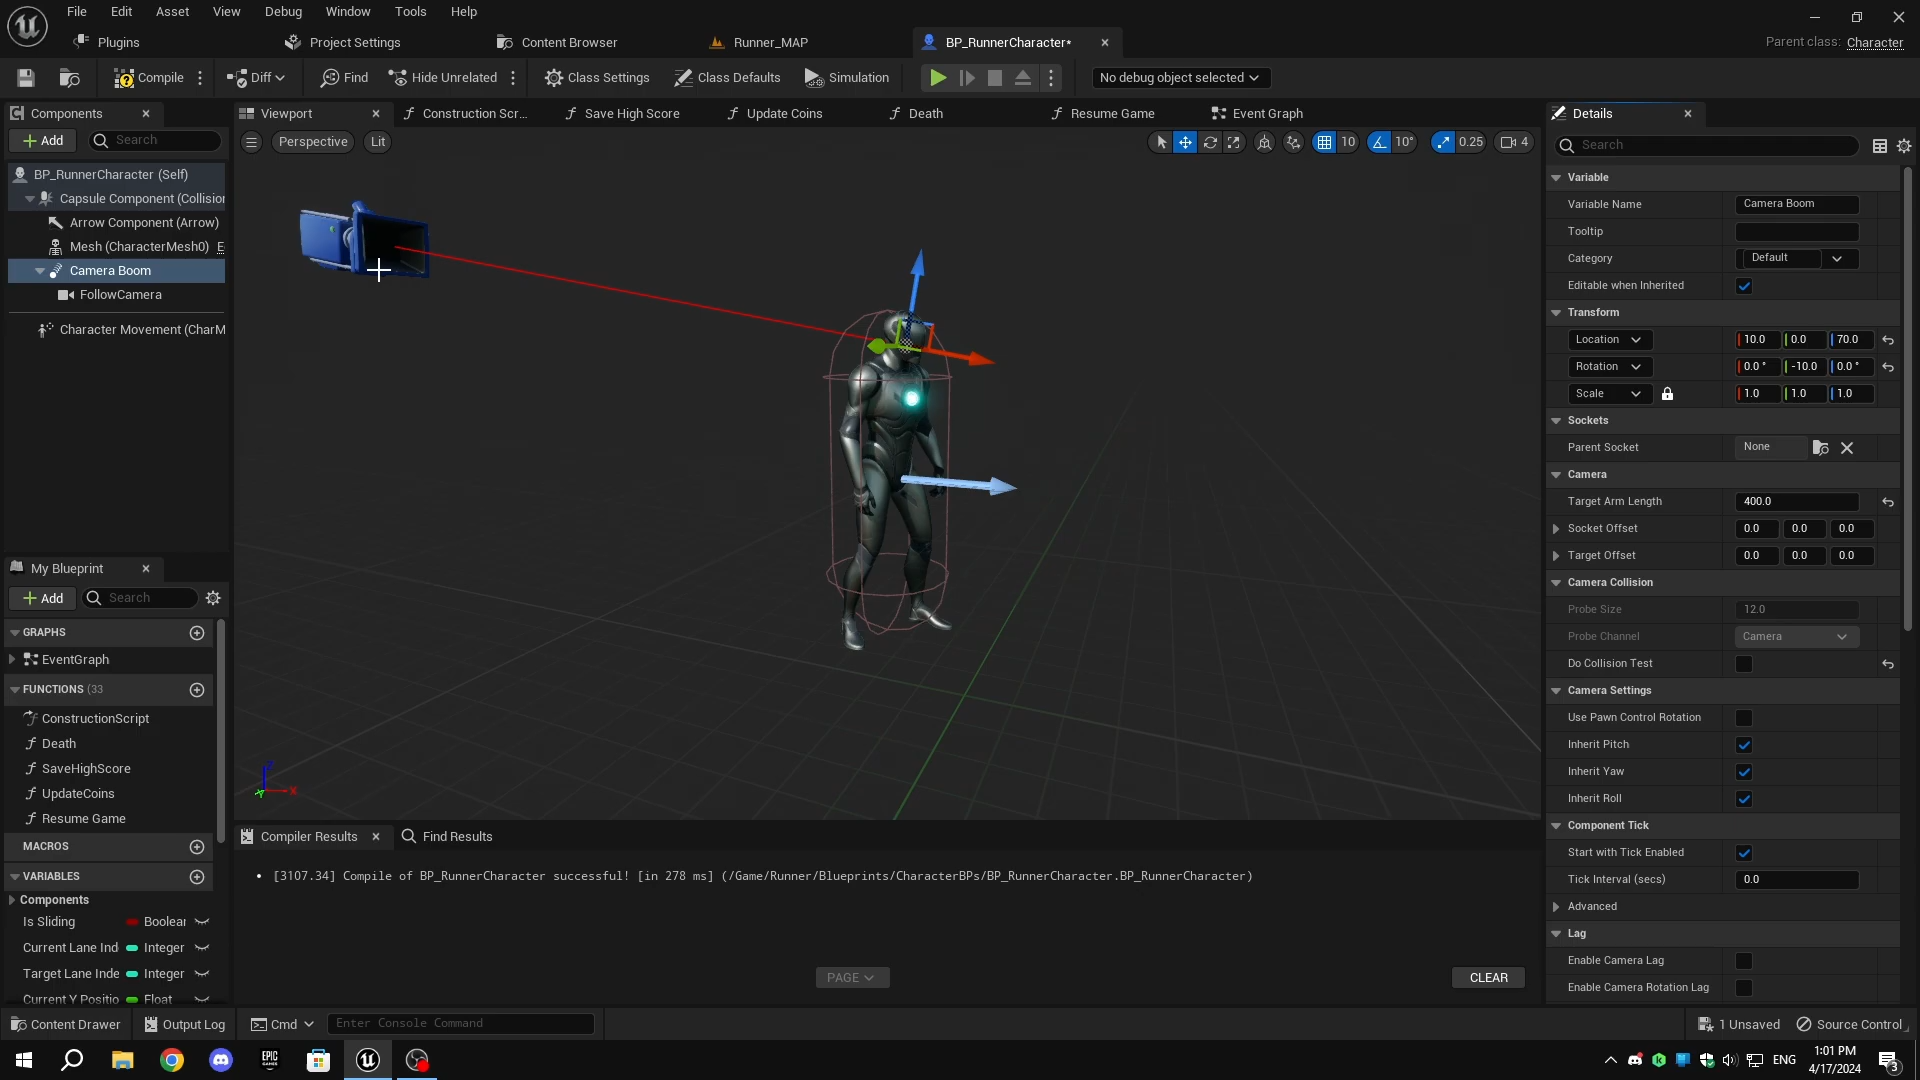 File Edit Asset View Debug Window Tools Help
Plugins Project Settings Content Browser Runner_MAP BP_RunnerCharacter* Parent class: Character
Compile Diff Find Hide Unrelated Class Settings Class Defaults Simulation No debug object selected
Components
Add Search
BP_RunnerCharacter (Self)
Capsule Component (Collision
Arrow Component (Arrow)
Mesh (CharacterMesh0) E
Camera Boom
FollowCamera
Character Movement (CharM
My Blueprint
Add Search
GRAPHS
EventGraph
FUNCTIONS (33
ConstructionScript
Death
SaveHighScore
UpdateCoins
Resume Game
MACROS
VARIABLES
Components
Is Sliding Boolear
Current Lane Ind Integer
Target Lane Inde Integer
Current Y Positio Float
Viewport Construction Scr... Save High Score Update Coins Death Resume Game Event Graph
Perspective Lit 10 10° 0.25 4
Z
Y X
Compiler Results Find Results
• [3107.34] Compile of BP_RunnerCharacter successful! [in 278 ms] (/Game/Runner/Blueprints/CharacterBPs/BP_RunnerCharacter.BP_RunnerCharacter)
PAGE CLEAR
Details
Search
Variable
Variable Name Camera Boom
Tooltip
Category Default
Editable when Inherited
Transform
Location 10.0 0.0 70.0
Rotation 0.0 ° -10.0 0.0 °
Scale 1.0 1.0 1.0
Sockets
Parent Socket None
Camera
Target Arm Length 400.0
Socket Offset 0.0 0.0 0.0
Target Offset 0.0 0.0 0.0
Camera Collision
Probe Size 12.0
Probe Channel Camera
Do Collision Test
Camera Settings
Use Pawn Control Rotation
Inherit Pitch
Inherit Yaw
Inherit Roll
Component Tick
Start with Tick Enabled
Tick Interval (secs) 0.0
Advanced
Lag
Enable Camera Lag
Enable Camera Rotation Lag
Content Drawer Output Log Cmd Enter Console Command 1 Unsaved Source Control
EPIC GAMES ENG 1:01 PM
4/17/2024 3